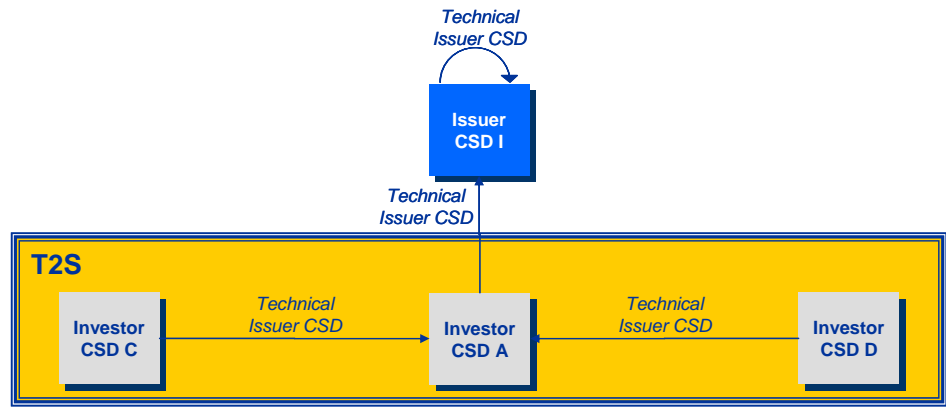 Technical
Issuer CSD
Issuer
CSD I
Technical
Issuer CSD
T2S
Investor
CSD C
Technical
Issuer CSD
Investor
CSD A
Technical
Issuer CSD
Investor
CSD D